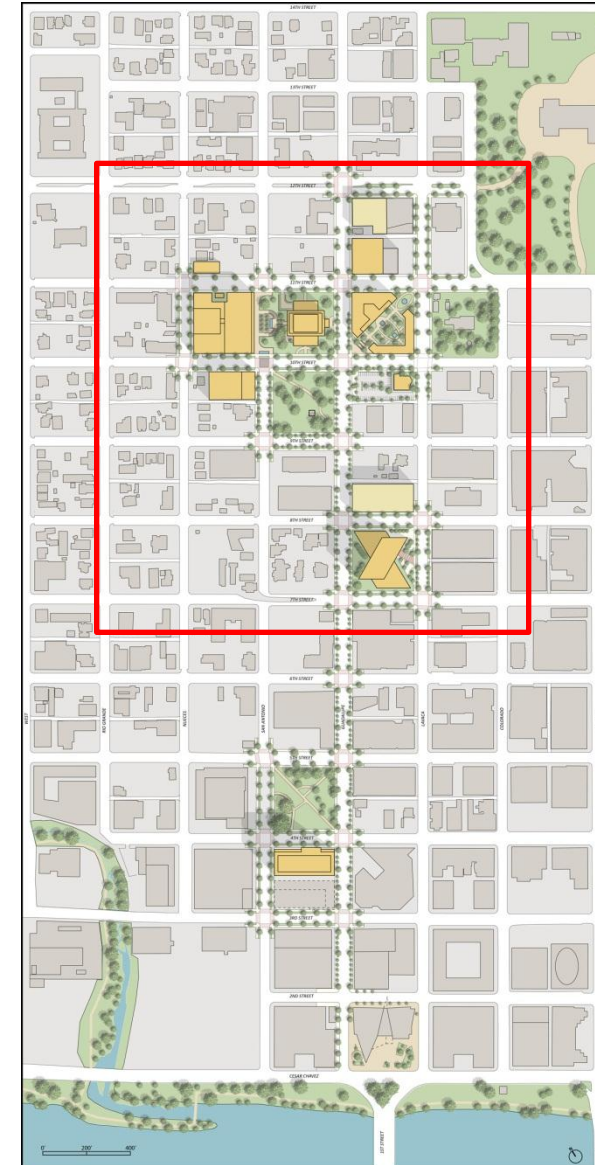 14TH STREET
13TH STREET
12TH STREET
11TH STREET
10TH STREET
9TH STREET
8TH STREET
7TH STREET
6TH STREET
WEST
RIO GRANDE
NUECES
SAN ANTONIO
GUADALUPE
LAVACA
COLORADO
5TH STREET
4TH STREET
3RD STREET
2ND STREET
CESAR CHAVEZ
1ST STREET
0' 200' 400'